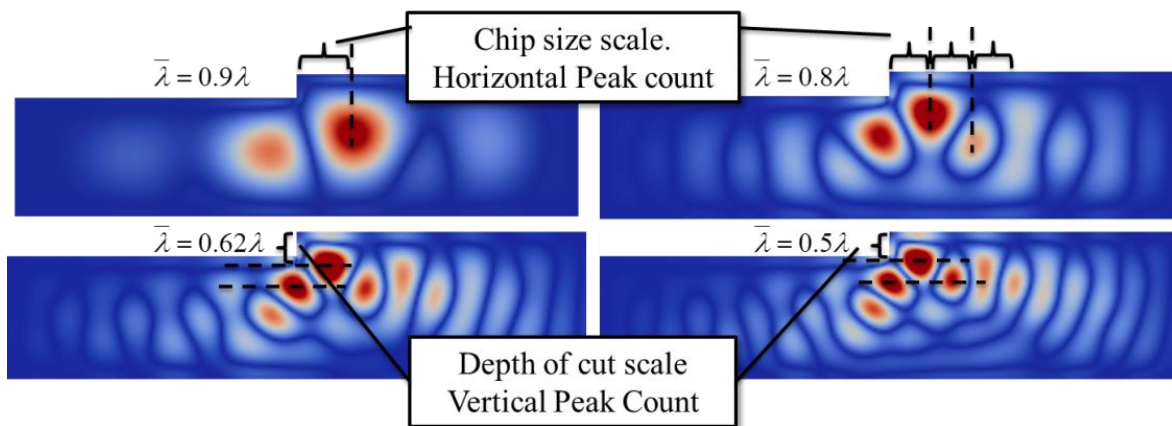 Chip size scale.
Horizontal Peak count
λ̅ = 0.9λ
λ̅ = 0.8λ
λ̅ = 0.62λ
λ̅ = 0.5λ
Depth of cut scale
Vertical Peak Count